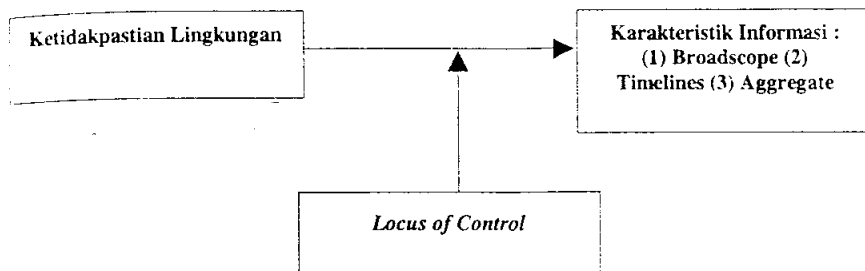 Ketidakpastian Lingkungan
Karakteristik Informasi :
(1) Broadscope (2)
Timelines (3) Aggregate
Locus of Control